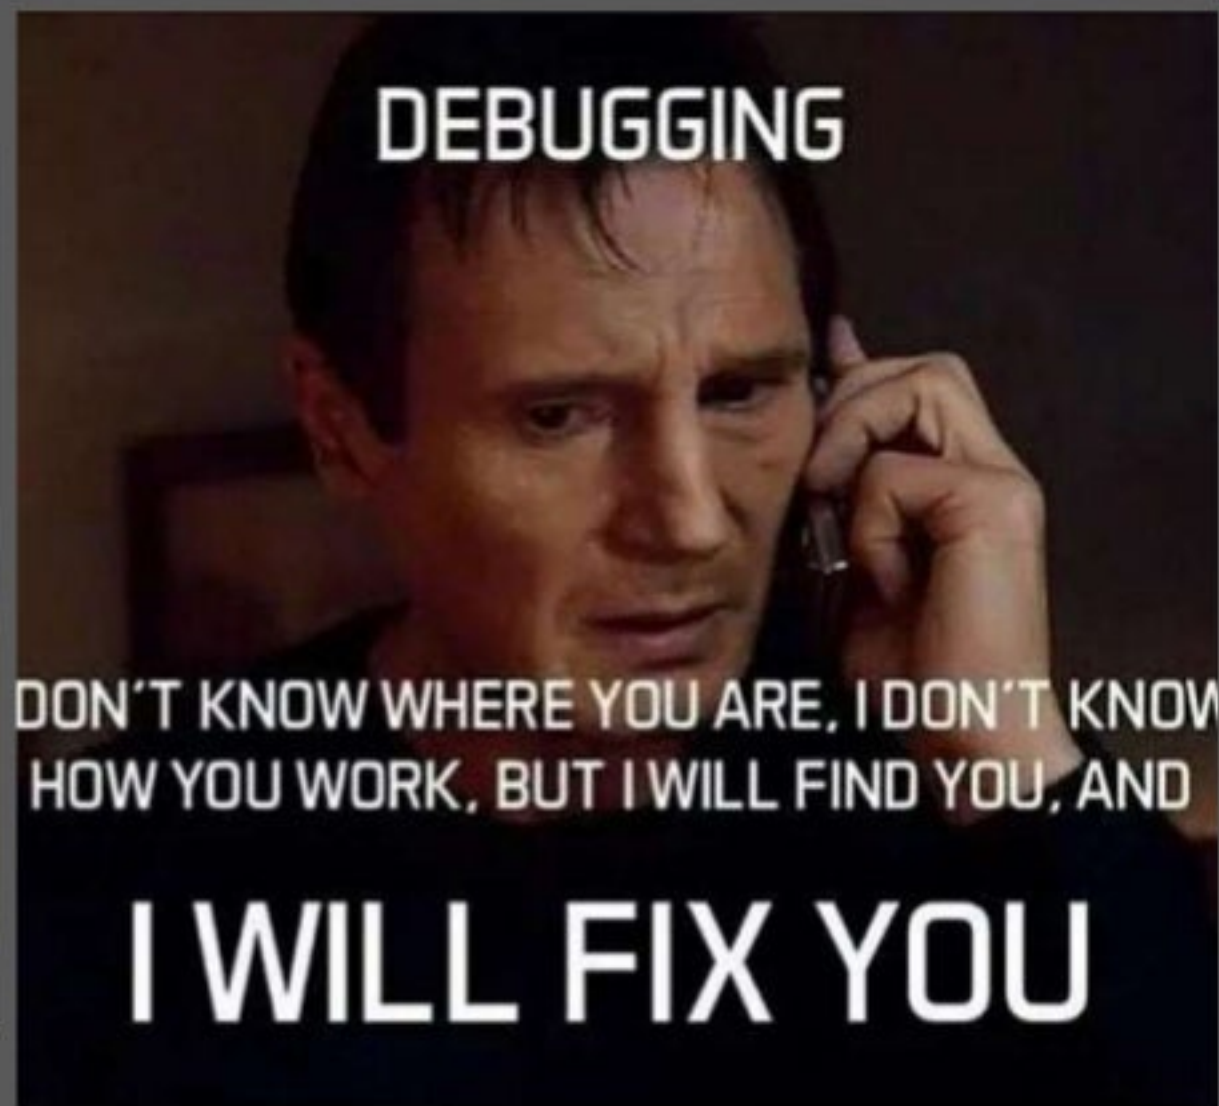 DEBUGGING
DON'T KNOW WHERE YOU ARE, I DON'T KNOW
HOW YOU WORK, BUT I WILL FIND YOU, AND
I WILL FIX YOU